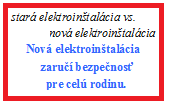 stará elektroinštalácia vs.
nová elektroinštalácia
Nová elektroinštalácia
zaručí bezpečnosť
pre celú rodinu.